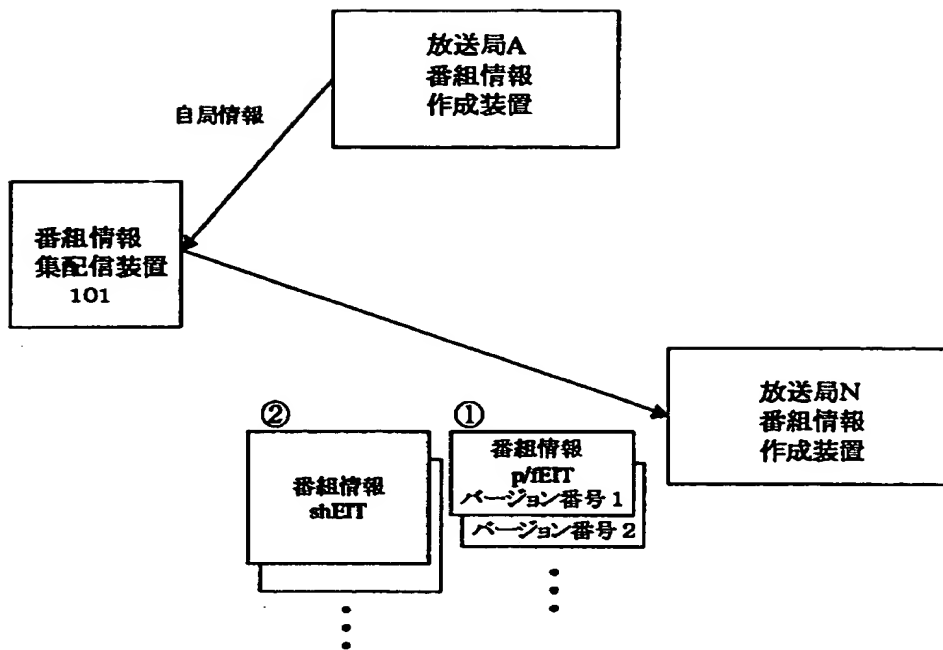 放送局A
番組情報
作成装置
自局情報
番組情報
集配信装置
101
放送局N
番組情報
作成装置
②
番組情報
shEIT
①
番組情報
p/fEIT
バージョン番号1
バージョン番号2